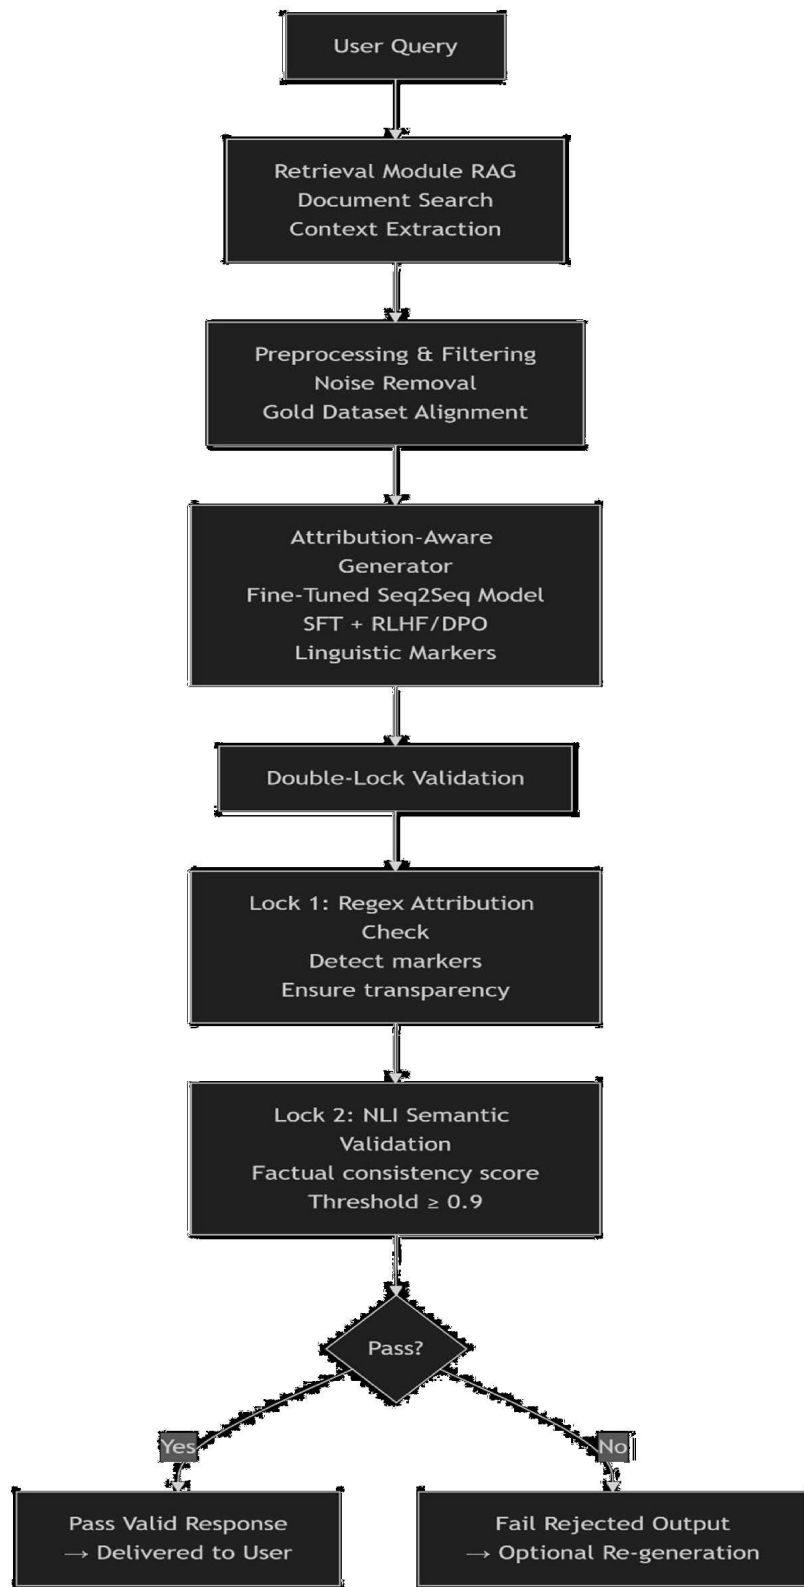 User Query
Retrieval Module RAG
Document Search
Context Extraction
Preprocessing & Filtering
Noise Removal
Gold Dataset Alignment
Attribution-Aware
Generator
Fine-Tuned Seq2Seq Model
SFT + RLHF/DPO
Linguistic Markers
Double-Lock Validation
Lock 1: Regex Attribution
Check
Detect markers
Ensure transparency
Lock 2: NLI Semantic
Validation
Factual consistency score
Threshold ≥ 0.9
Pass?
Yes
No
Pass Valid Response
→ Delivered to User
Fail Rejected Output
→ Optional Re-generation